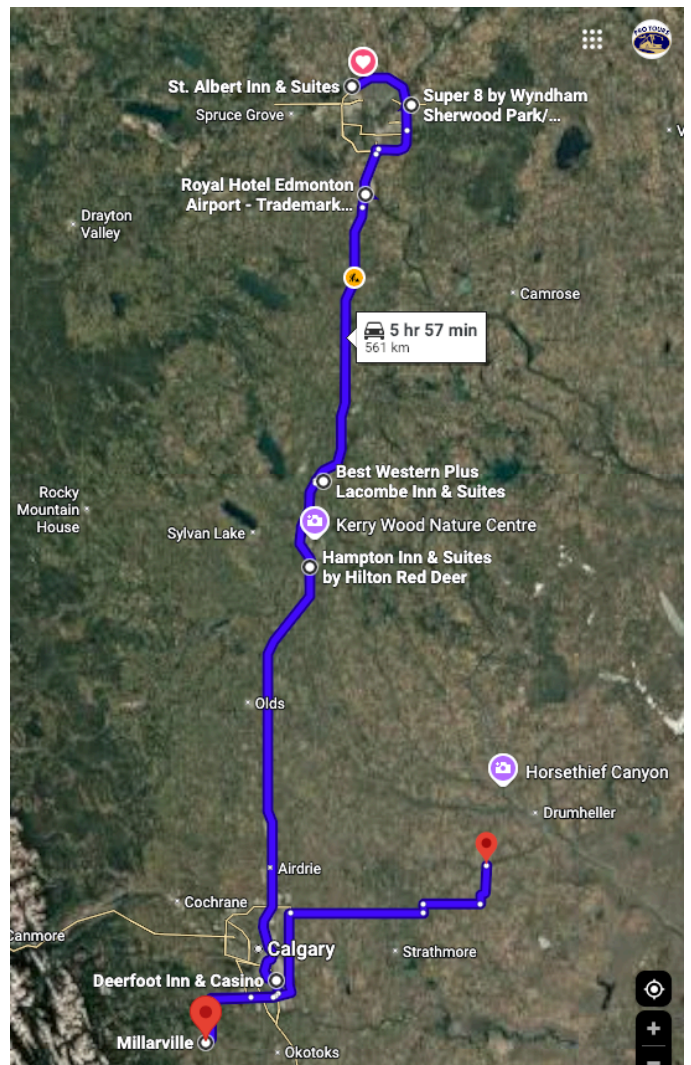 PRO TOURS
St. Albert Inn & Suites
Super 8 by Wyndham
Sherwood Park/...
Spruce Grove
Royal Hotel Edmonton
Airport - Trademark...
Drayton
Valley
Camrose
5 hr 57 min
561 km
Best Western Plus
Lacombe Inn & Suites
Rocky
Mountain
House
Kerry Wood Nature Centre
Sylvan Lake
Hampton Inn & Suites
by Hilton Red Deer
Olds
Horsethief Canyon
Drumheller
Airdrie
Cochrane
Canmore
Calgary
Strathmore
Deerfoot Inn & Casino
Millarville
Okotoks